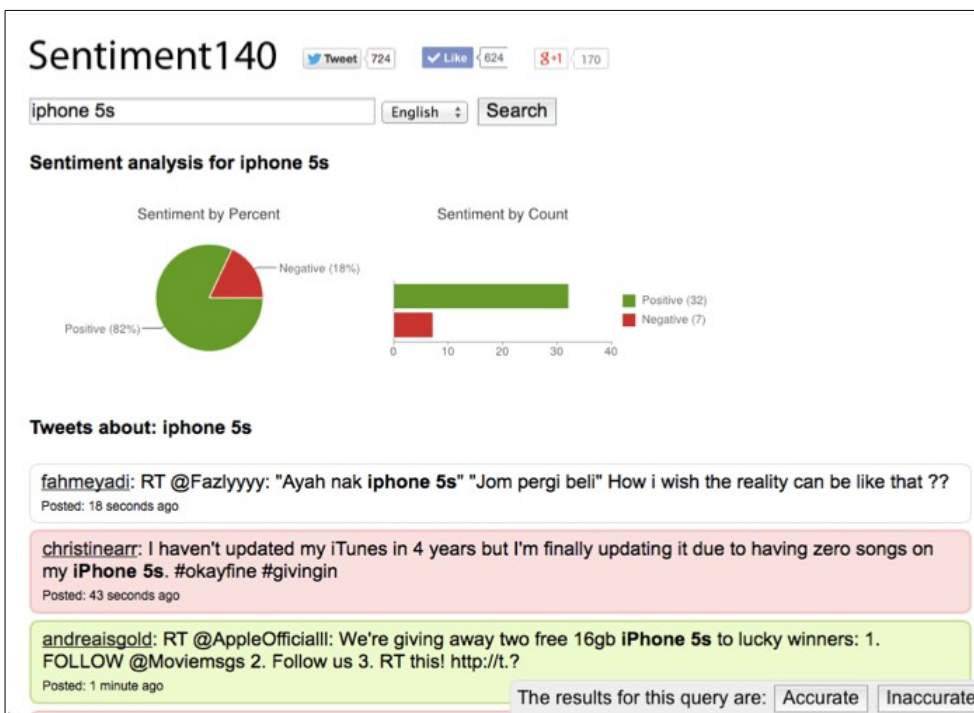 Sentiment140 Tweet 724 Like 624 g+1 170
iphone 5s English Search
Sentiment analysis for iphone 5s
Sentiment by Percent
Negative (18%)
Positive (82%)
Sentiment by Count
Positive (32)
Negative (7)
0 10 20 30 40
Tweets about: iphone 5s
fahmeyadi: RT @Fazlyyyy: "Ayah nak iphone 5s" "Jom pergi beli" How i wish the reality can be like that ??
Posted: 18 seconds ago
christinearr: I haven't updated my iTunes in 4 years but I'm finally updating it due to having zero songs on
my iPhone 5s. #okayfine #givingin
Posted: 43 seconds ago
andreaisgold: RT @AppleOfficialll: We're giving away two free 16gb iPhone 5s to lucky winners: 1.
FOLLOW @Moviemsgs 2. Follow us 3. RT this! http://t.?
Posted: 1 minute ago
The results for this query are: Accurate Inaccurate